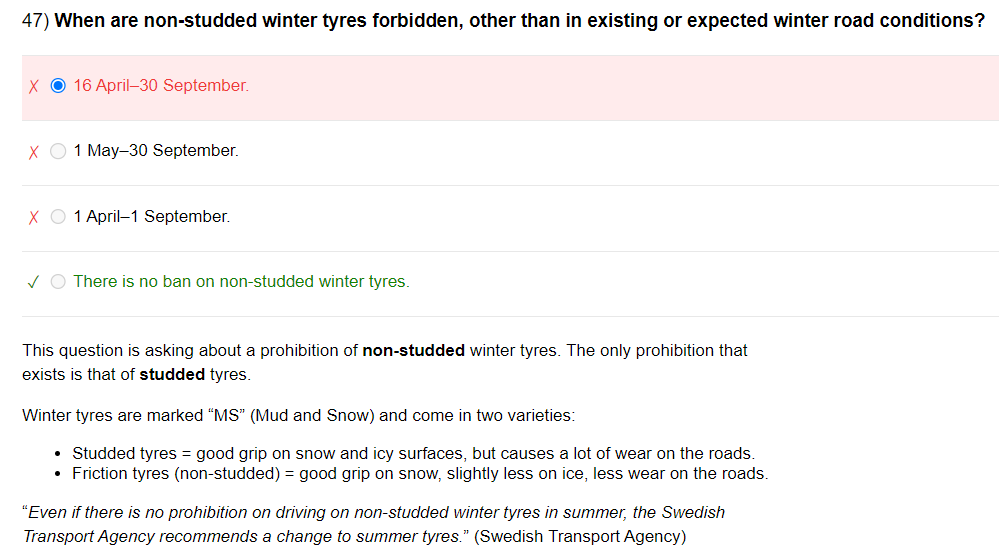 47) When are non-studded winter tyres forbidden, other than in existing or expected winter road conditions?
✗ 16 April–30 September.
✗ 1 May–30 September.
✗ 1 April–1 September.
✓ There is no ban on non-studded winter tyres.
This question is asking about a prohibition of non-studded winter tyres. The only prohibition that
exists is that of studded tyres.
Winter tyres are marked “MS” (Mud and Snow) and come in two varieties:
• Studded tyres = good grip on snow and icy surfaces, but causes a lot of wear on the roads.
• Friction tyres (non-studded) = good grip on snow, slightly less on ice, less wear on the roads.
“Even if there is no prohibition on driving on non-studded winter tyres in summer, the Swedish
Transport Agency recommends a change to summer tyres.” (Swedish Transport Agency)